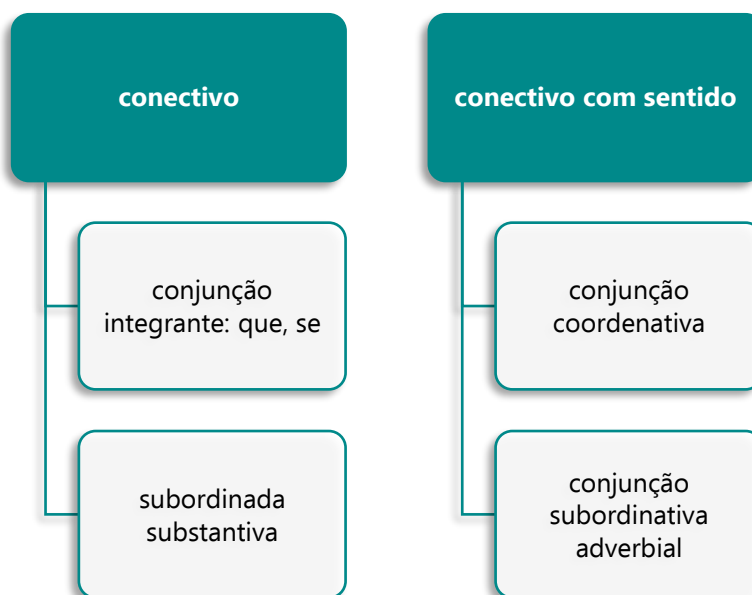 conectivo
conjunção
integrante: que, se
subordinada
substantiva
conectivo com sentido
conjunção
coordenativa
conjunção
subordinativa
adverbial